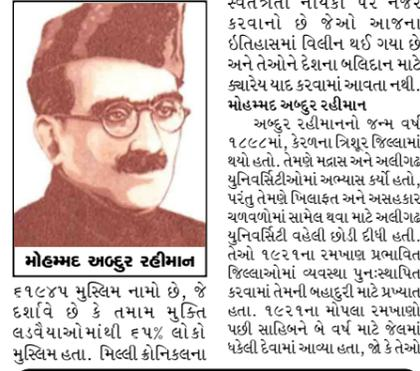 મોહમ્મદ અબ્દુર રહીમાન
૬૧૯૪૫ મુસ્લિમ નામો છે, જે
દર્શાવે છે કે તમામ મુક્તિ
લડવૈયાઓમાંથી ૬૫% લોકો
મુસ્લિમ હતા. મિલ્લી ક્રોનિકલના
સ્વતંત્રતા નાયકો પર નજર
કરવાનો છે જેઓ આજના
ઇતિહાસમાં વિલીન થઈ ગયા છે
અને તેઓને દેશના બલિદાન માટે
ક્યારેય યાદ કરવામાં આવતા નથી.
મોહમ્મદ અબ્દુર રહીમાન
અબ્દુર રહીમાનનો જન્મ વર્ષ
૧૮૯૮માં, કેરળના ત્રિશૂર જિલ્લામાં
થયો હતો. તેમણે મદ્રાસ અને અલીગઢ
યુનિવર્સિટીઓમાં અભ્યાસ કર્યો હતો,
પરંતુ તેમણે ખિલાફત અને અસહકાર
ચળવળોમાં સામેલ થવા માટે અલીગઢ
યુનિવર્સિટી વહેલી છોડી દીધી હતી.
તેઓ ૧૯૨૧ના રમખાણ પ્રભાવિત
જિલ્લાઓમાં વ્યવસ્થા પુનઃસ્થાપિત
કરવામાં તેમની બહાદુરી માટે પ્રખ્યાત
હતા. ૧૯૨૧ના મોપલા રમખાણો
પછી સાહિબને બે વર્ષ માટે જેલમાં
ધકેલી દેવામાં આવ્યા હતા, જો કે તેઓ